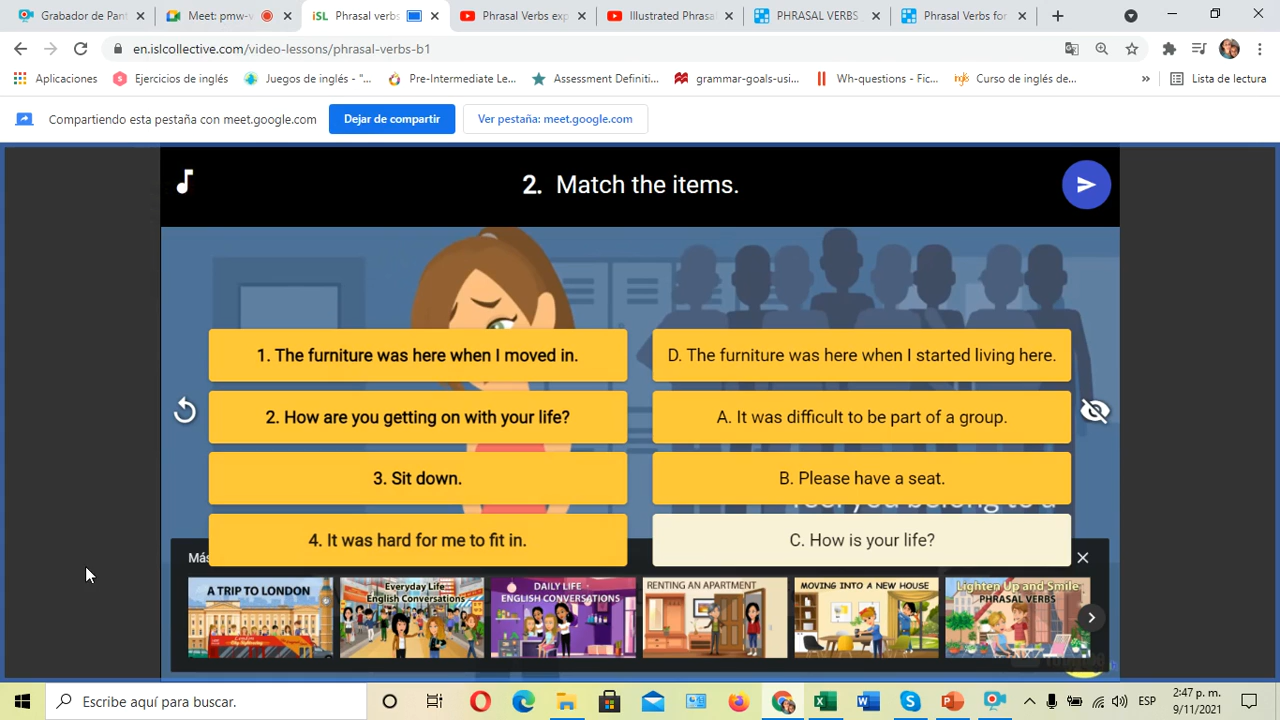 Grabador de Pan
Meet: pmw-v
iSL Phrasal verbs
Phrasal Verbs exp
Illustrated Phrasal
PHRASAL VERBS
Phrasal Verbs for
en.islcollective.com/video-lessons/phrasal-verbs-b1
Aplicaciones
Ejercicios de inglés
Juegos de inglés - "...
Pre-Intermediate Le...
Assessment Definiti...
grammar-goals-usi...
Wh-questions - Fic...
Curso de inglés de...
»
Lista de lectura
Compartiendo esta pestaña con meet.google.com
Dejar de compartir
Ver pestaña: meet.google.com
2. Match the items.
1. The furniture was here when I moved in.
D. The furniture was here when I started living here.
2. How are you getting on with your life?
A. It was difficult to be part of a group.
3. Sit down.
B. Please have a seat.
4. It was hard for me to fit in.
C. How is your life?
Más
A TRIP TO LONDON
Everyday Life
English Conversations
DAILY LIFE
ENGLISH CONVERSATIONS
RENTING AN APARTMENT
MOVING INTO A NEW HOUSE
Lighten Up and Smile
PHRASAL VERBS
Escribe aquí para buscar.
ESP
2:47 p. m.
9/11/2021